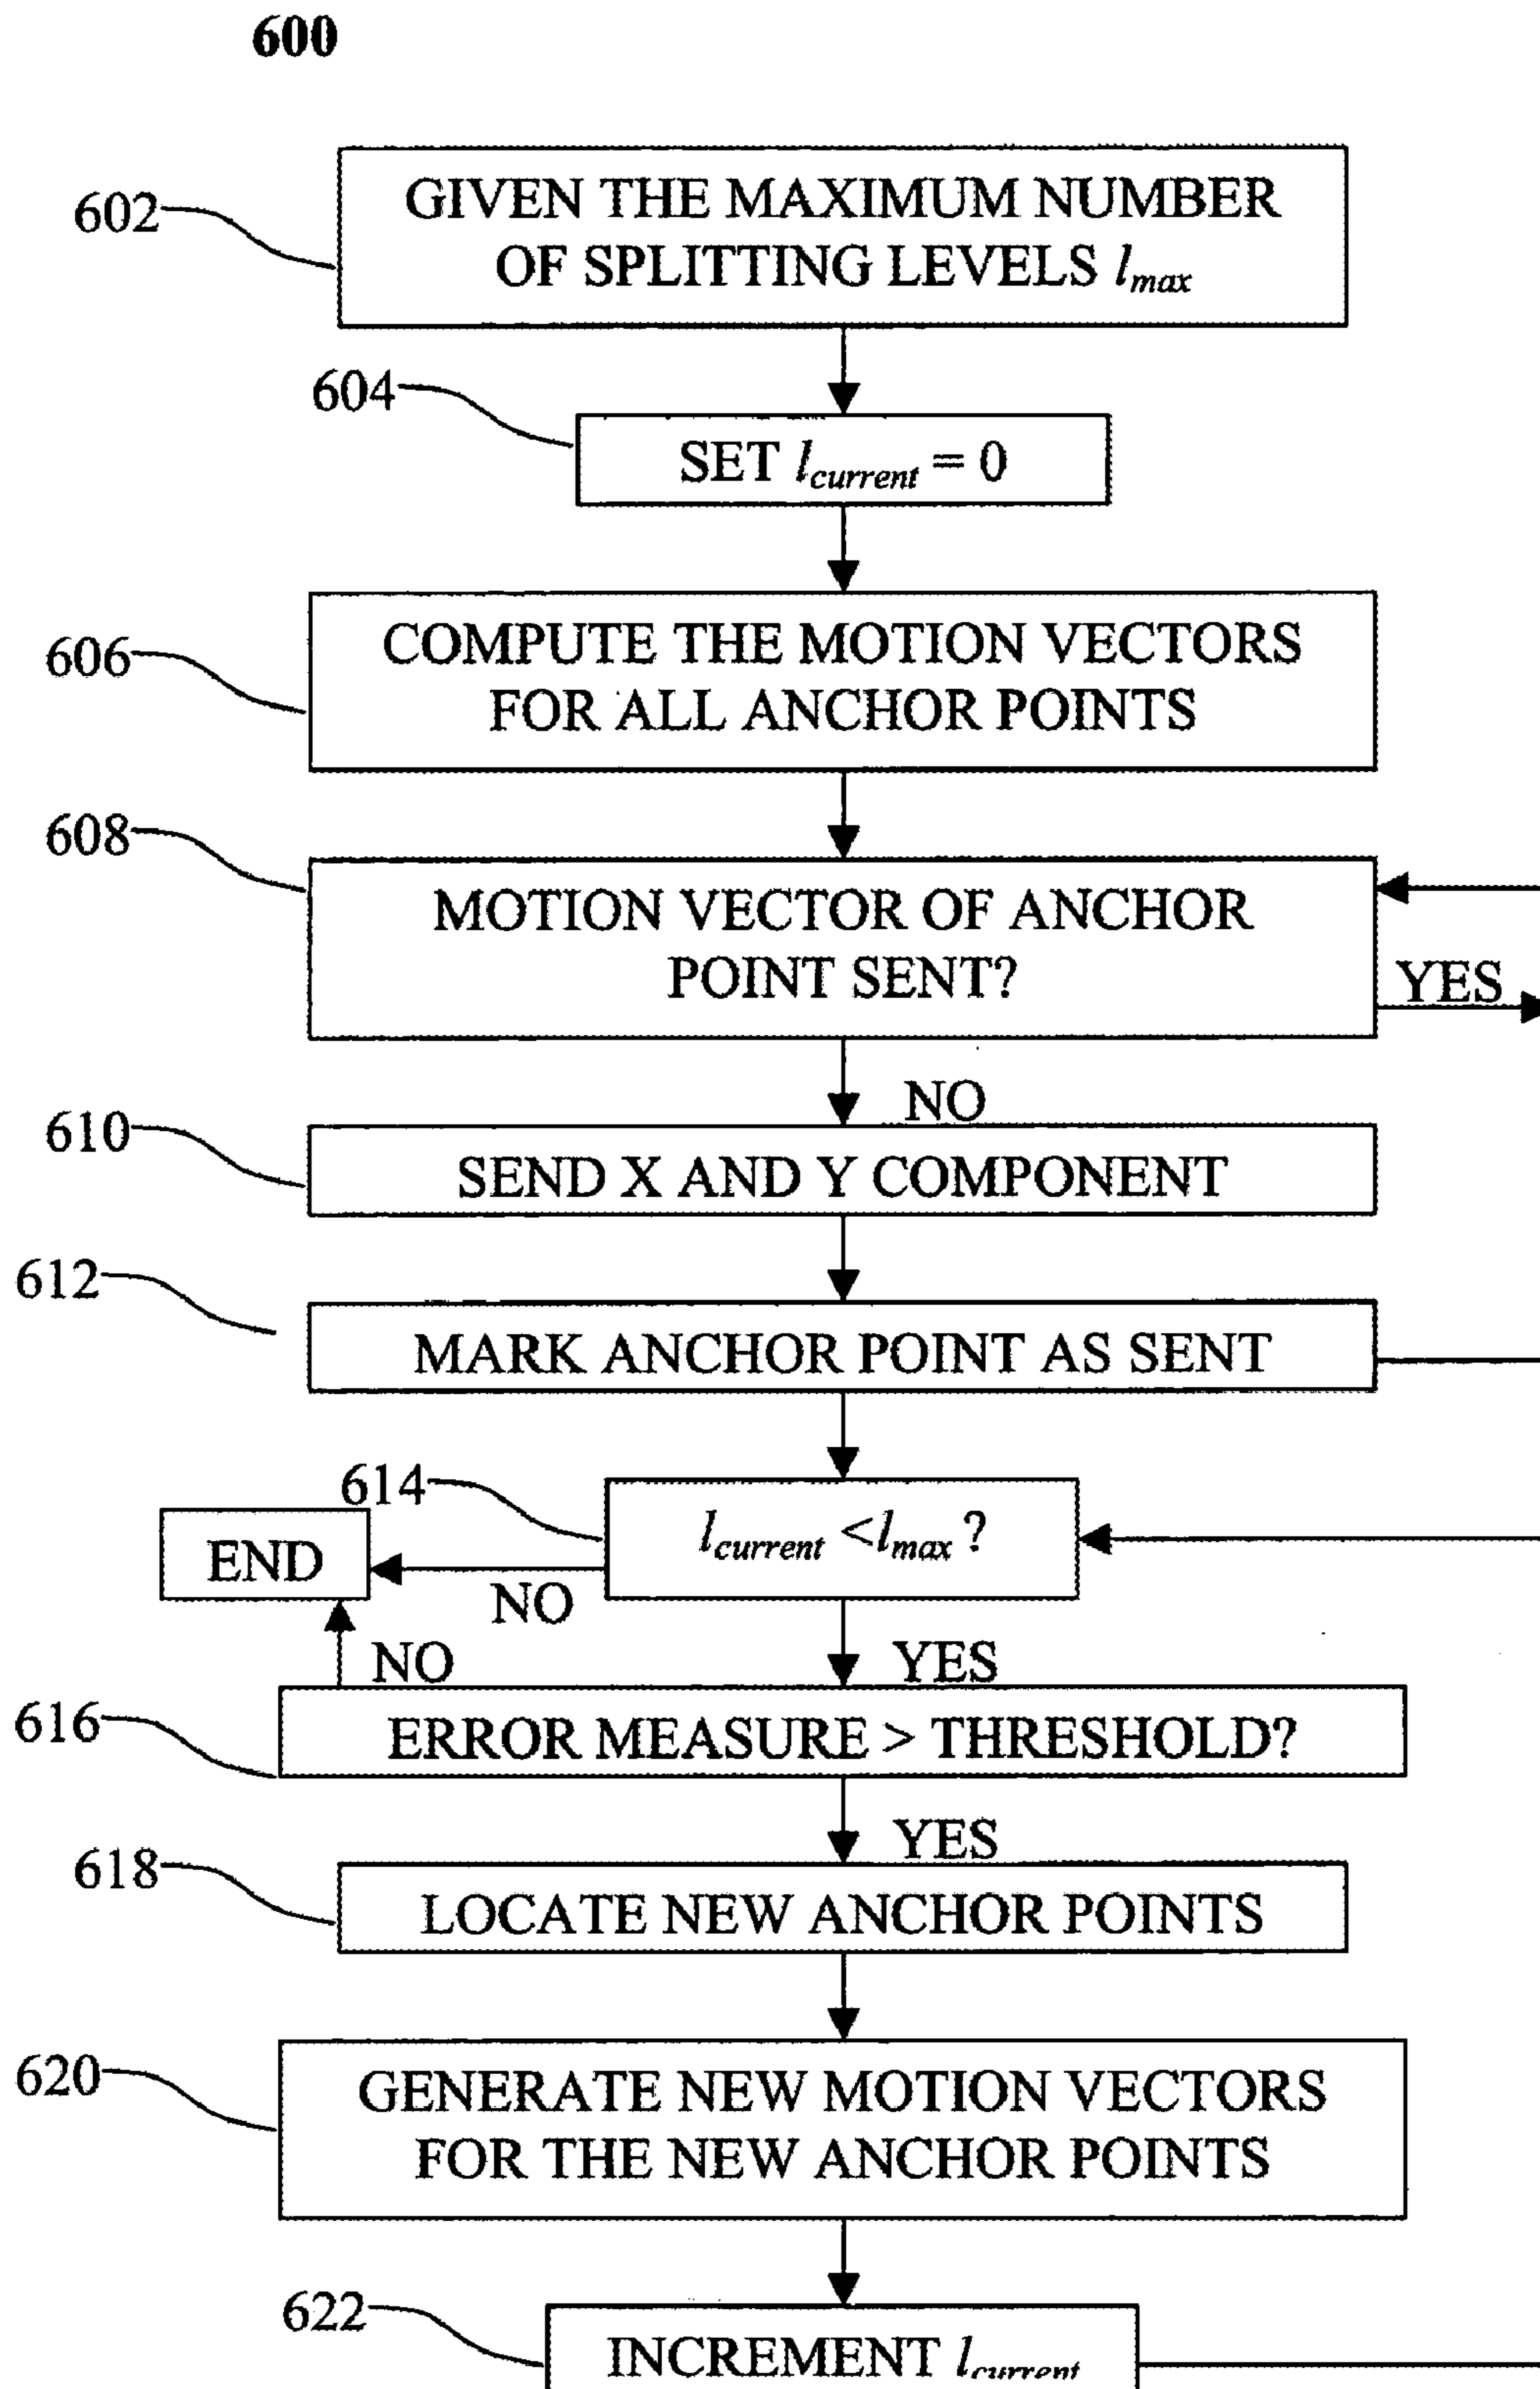 600
602
GIVEN THE MAXIMUM NUMBER
OF SPLITTING LEVELS lmax
604
SET lcurrent = 0
606
COMPUTE THE MOTION VECTORS
FOR ALL ANCHOR POINTS
608
MOTION VECTOR OF ANCHOR
POINT SENT?
YES
NO
610
SEND X AND Y COMPONENT
612
MARK ANCHOR POINT AS SENT
614
lcurrent <lmax ?
END
NO
NO
YES
616
ERROR MEASURE > THRESHOLD?
YES
618
LOCATE NEW ANCHOR POINTS
620
GENERATE NEW MOTION VECTORS
FOR THE NEW ANCHOR POINTS
622
INCREMENT lcurrent